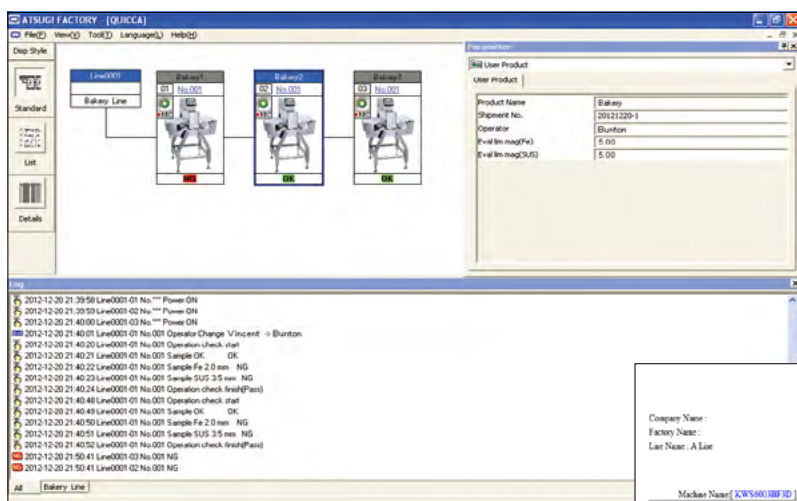 ATSUGI FACTORY - [QUICCA]
File(F) View(V) Tool(T) Language(L) Help(H)
Disp Style
Standard
List
Details
Line0001
Bakery Line
Bakery1
01 No.001
REC
NG
Bakery2
02 No.001
REC
OK
Bakery3
03 No.001
REC
OK
Parameter
User Product
User Product
Product Name Bakery
Shipment No. 20121220-1
Operator Bunton
Eval lim mag(Fe) 5.00
Eval lim mag(SUS) 5.00
Log
2012-12-20 21:39:58 Line0001-01 No.*** Power ON
2012-12-20 21:39:59 Line0001-02 No.*** Power ON
2012-12-20 21:40:00 Line0001-03 No.*** Power ON
2012-12-20 21:40:01 Line0001-01 No.001 Operator Change Vincent -> Bunton
2012-12-20 21:40:20 Line0001-01 No.001 Operation check start
2012-12-20 21:40:21 Line0001-01 No.001 Sample OK OK
2012-12-20 21:40:22 Line0001-01 No.001 Sample Fe 2.0 mm NG
2012-12-20 21:40:23 Line0001-01 No.001 Sample SUS 3.5 mm NG
2012-12-20 21:40:24 Line0001-01 No.001 Operation check finish(Pass)
2012-12-20 21:40:48 Line0001-01 No.001 Operation check start
2012-12-20 21:40:49 Line0001-01 No.001 Sample OK OK
2012-12-20 21:40:50 Line0001-01 No.001 Sample Fe 2.0 mm NG
2012-12-20 21:40:51 Line0001-01 No.001 Sample SUS 3.5 mm NG
2012-12-20 21:40:52 Line0001-01 No.001 Operation check finish(Pass)
NG 2012-12-20 21:50:41 Line0001-03 No.001 NG
NG 2012-12-20 21:50:41 Line0001-02 No.001 NG
All Bakery Line
Company Name :
Factory Name :
Line Name : A Line
Machine Name[ KWS6003BF3D ]